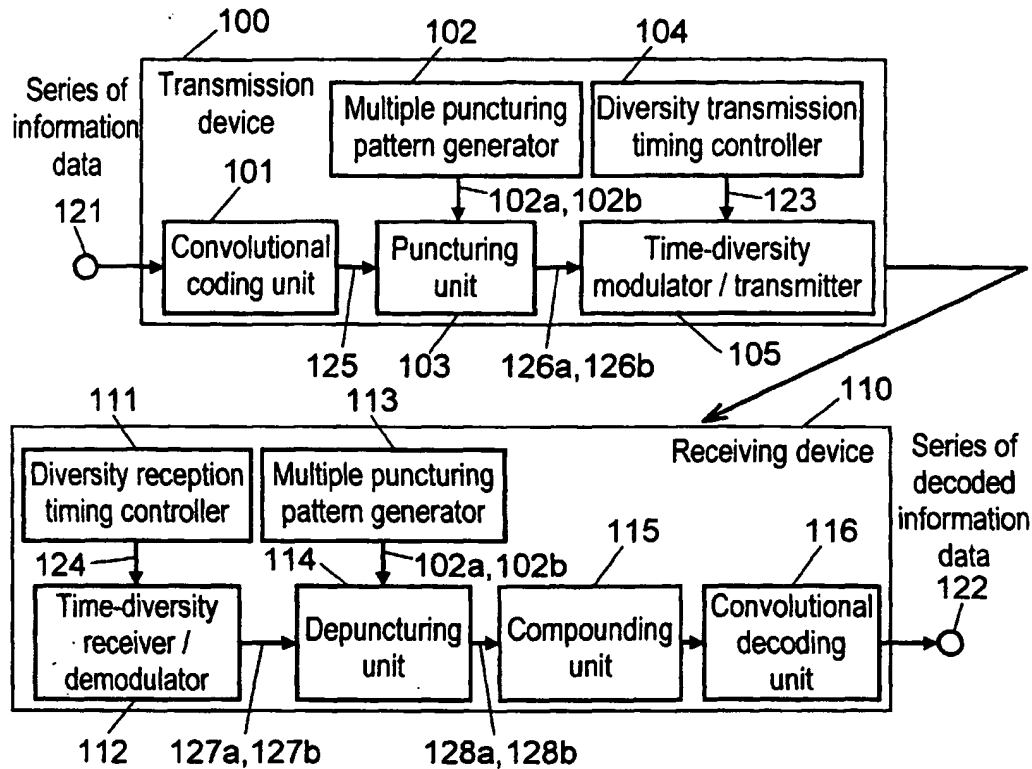 100
102
104
Series of
information
data
Transmission
device
Multiple puncturing
pattern generator
Diversity transmission
timing controller
101
102a, 102b
123
121
Convolutional
coding unit
Puncturing
unit
Time-diversity
modulator / transmitter
125
103
126a, 126b
105
111
113
110
Receiving device
Diversity reception
timing controller
Multiple puncturing
pattern generator
Series of
decoded
information
data
122
124
114
102a, 102b
115
116
Time-diversity
receiver /
demodulator
Depuncturing
unit
Compounding
unit
Convolutional
decoding
unit
112
127a, 127b
128a, 128b